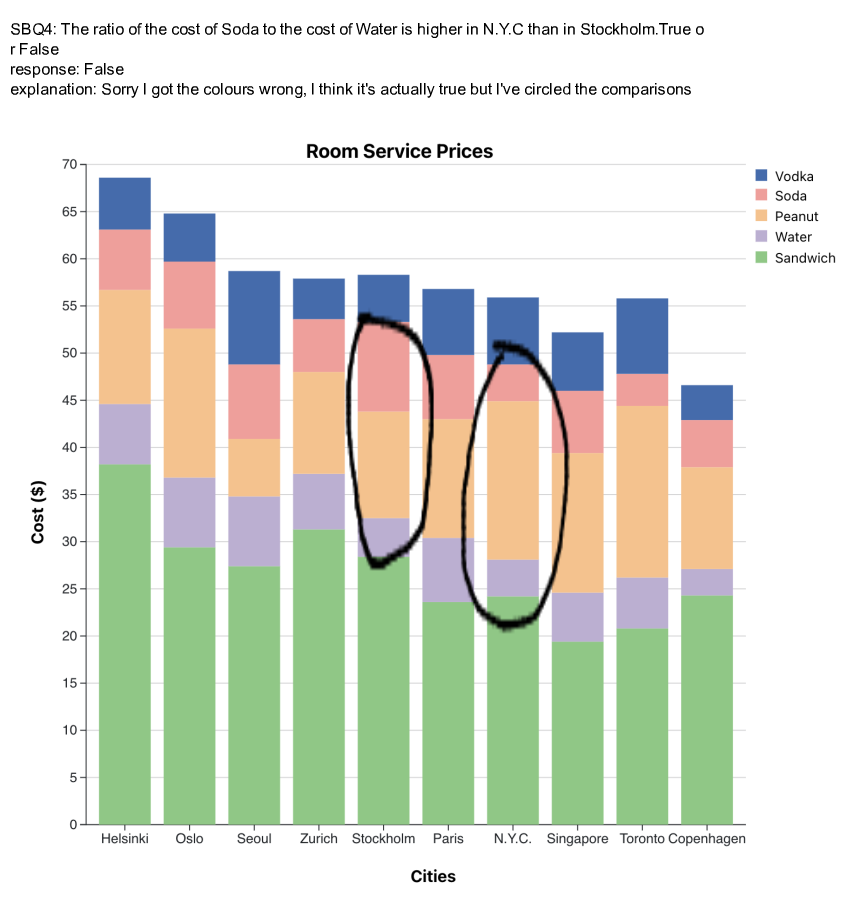 SBQ4: The ratio of the cost of Soda to the cost of Water is higher in N.Y.C than in Stockholm.True o
r False
response: False
explanation: Sorry I got the colours wrong, I think it's actually true but I've circled the comparisons
Room Service Prices
70
65
60
55
50
45
40
35
30
25
20
15
10
5
0
Cost ($)
Vodka
Soda
Peanut
Water
Sandwich
Helsinki Oslo Seoul Zurich Stockholm Paris N.Y.C. Singapore Toronto Copenhagen
Cities